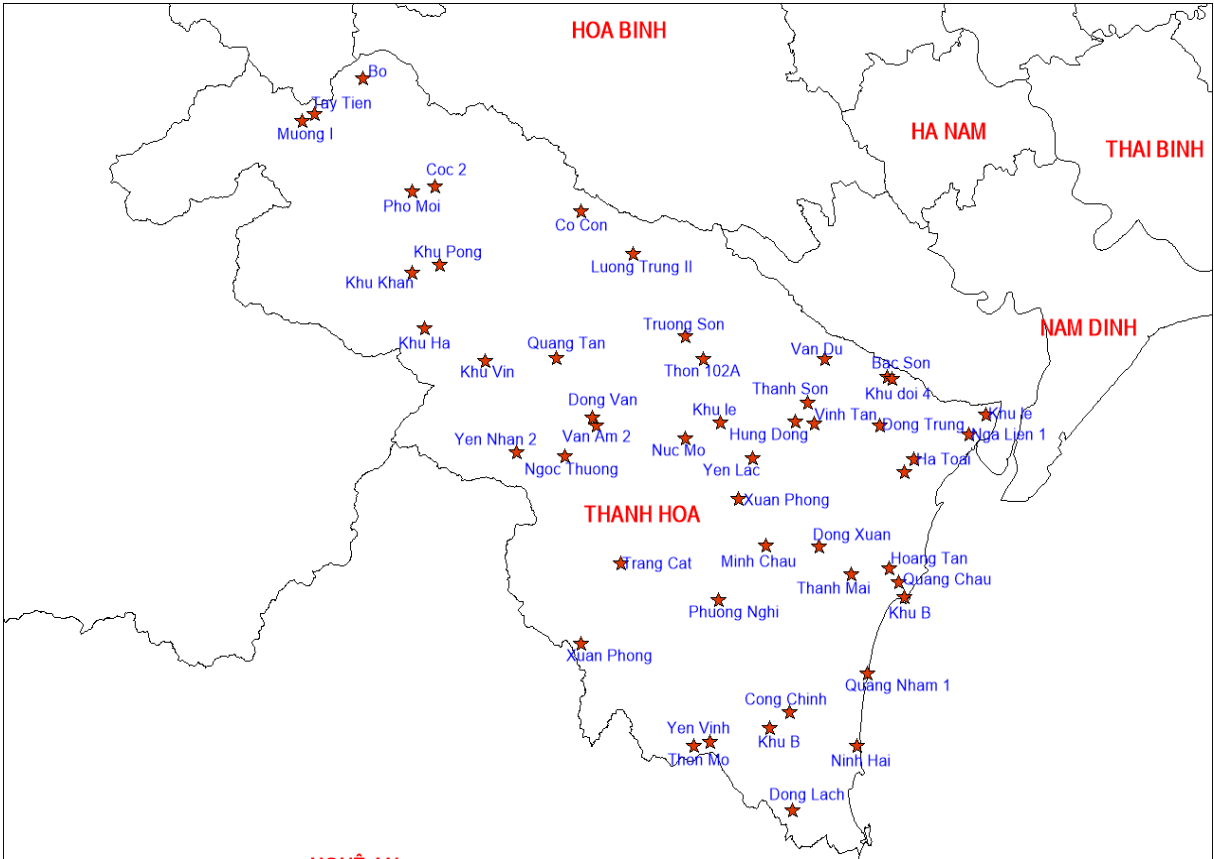 HOA BINH
Bo
Tay Tien
Muong I
HA NAM
THAI BINH
Coc 2
Pho Moi
Co Con
Khu Pong
Luong Trung II
Khu Khan
Truong Son
NAM DINH
Khu Ha
Quang Tan
Van Du
Khu Vin
Thon 102A
Bac Son
Khu doi 4
Thanh Son
Dong Van
Khu le
Vinh Tan
Khu le
Dong Trung
Van Am 2
Hung Dong
Nga Lien 1
Yen Nhan 2
Nuc Mo
Ngoc Thuong
Yen Lac
Ha Toai
Xuan Phong
THANH HOA
Dong Xuan
Trang Cat
Minh Chau
Hoang Tan
Thanh Mai
Quang Chau
Phuong Nghi
Khu B
Xuan Phong
Quang Nham 1
Cong Chinh
Yen Vinh
Khu B
Thon Mo
Ninh Hai
Dong Lach